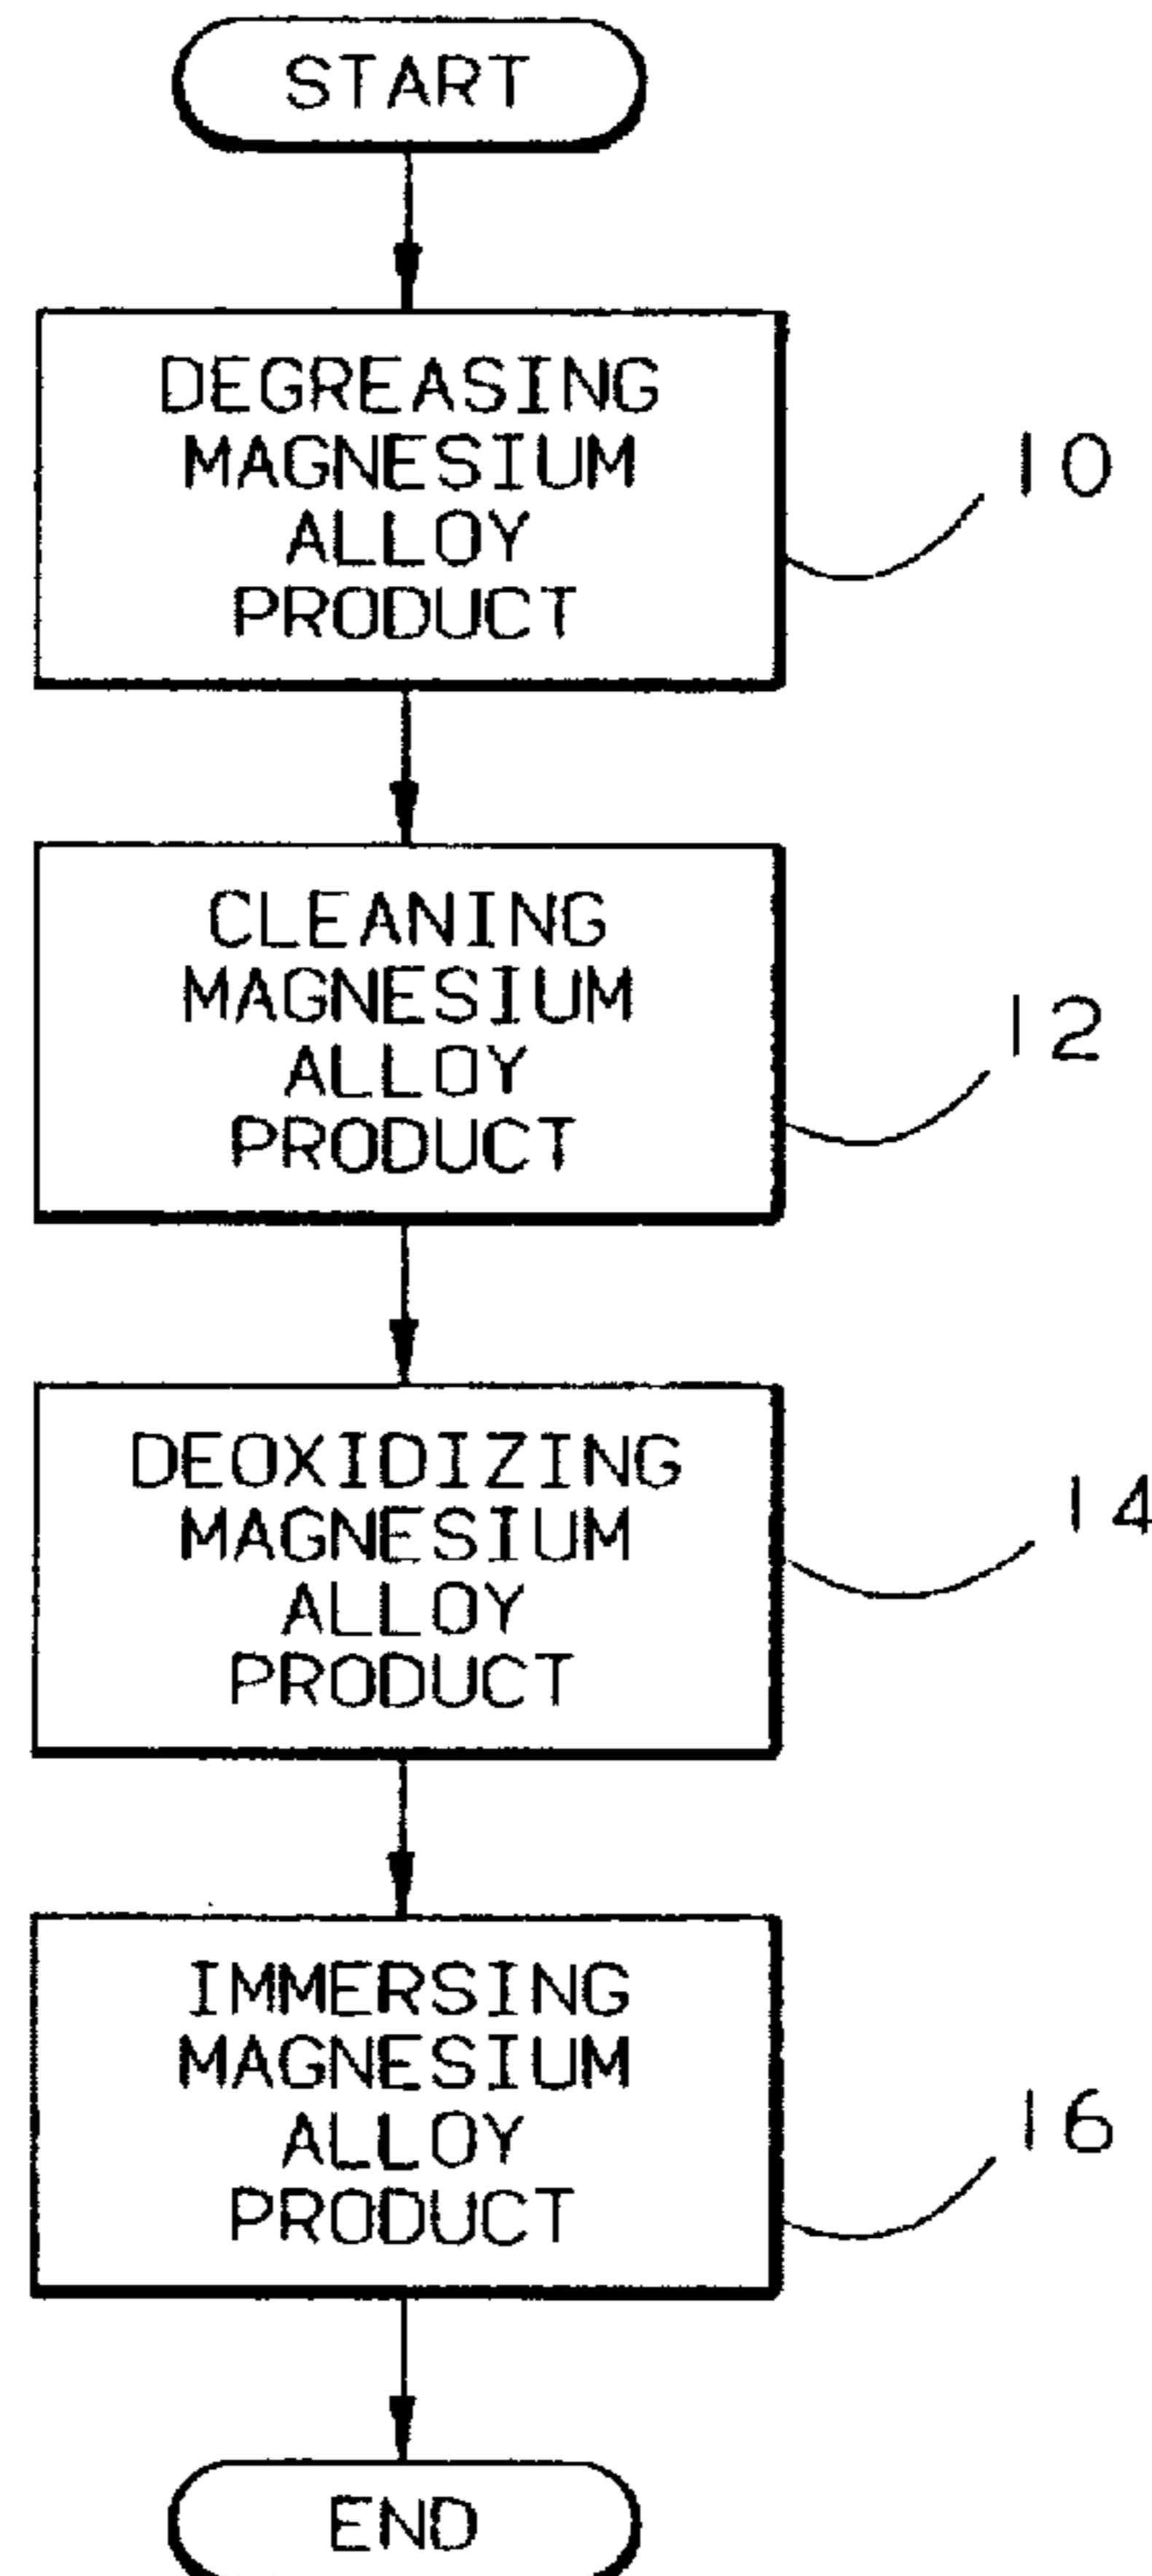 START
DEGREASING
MAGNESIUM
ALLOY
PRODUCT
10
CLEANING
MAGNESIUM
ALLOY
PRODUCT
12
DEOXIDIZING
MAGNESIUM
ALLOY
PRODUCT
14
IMMERSING
MAGNESIUM
ALLOY
PRODUCT
16
END